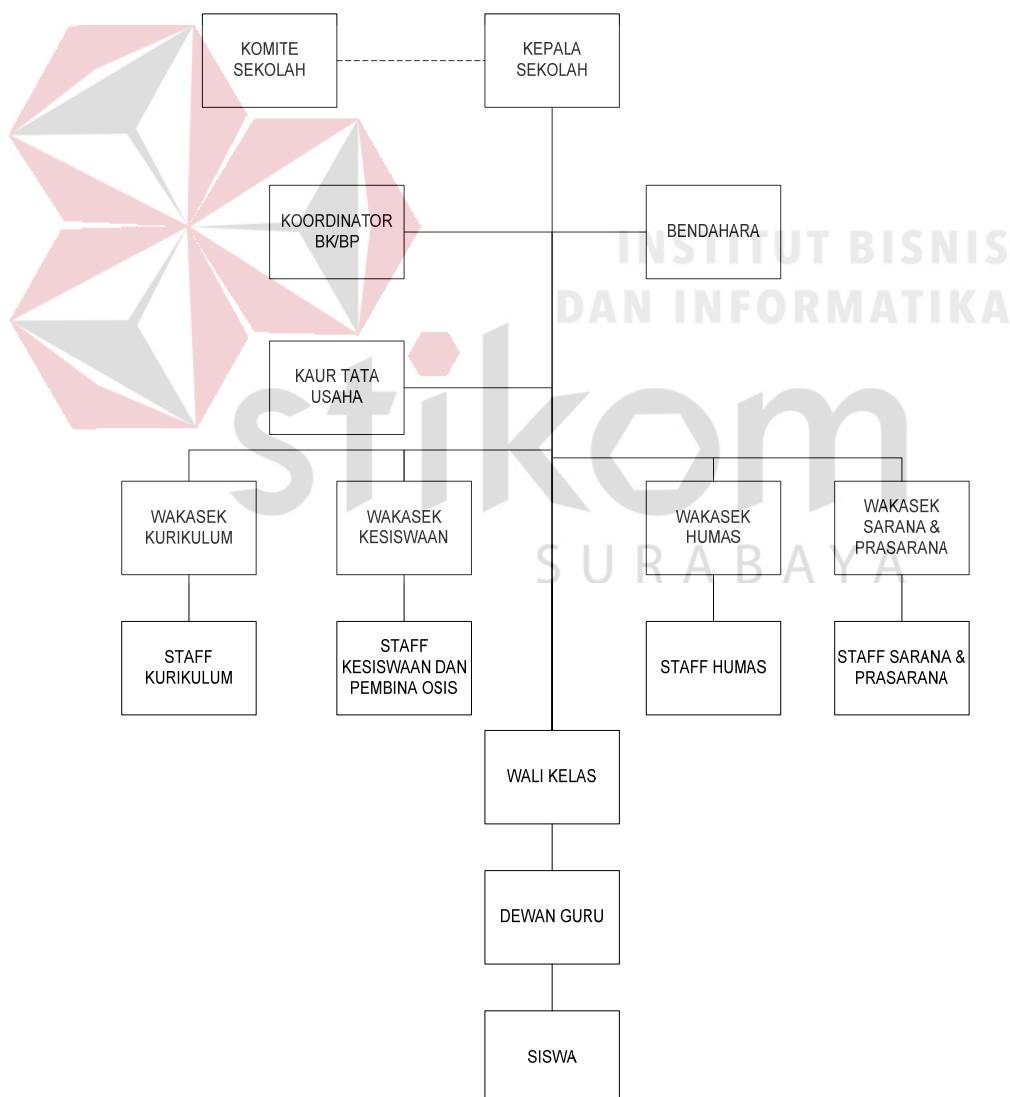 KOMITE
SEKOLAH
KEPALA
SEKOLAH
KOORDINATOR
BK/BP
BENDAHARA
INSTITUT BISNIS
DAN INFORMATIKA
KAUR TATA
USAHA
stikom
SURABAYA
WAKASEK
KURIKULUM
WAKASEK
KESISWAAN
WAKASEK
HUMAS
WAKASEK
SARANA &
PRASARANA
STAFF
KURIKULUM
STAFF
KESISWAAN DAN
PEMBINA OSIS
STAFF HUMAS
STAFF SARANA &
PRASARANA
WALI KELAS
DEWAN GURU
SISWA